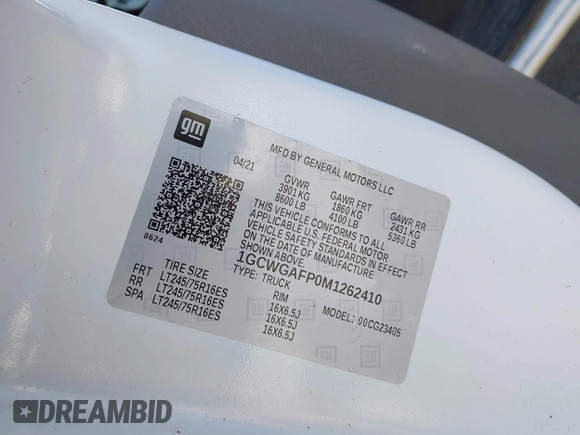 gm
MFD BY GENERAL MOTORS LLC
04/21
GVWR GAWR FRT GAWR RR
3901 KG 1860 KG 2431 KG
8600 LB 4100 LB 5360 LB
THIS VEHICLE CONFORMS TO ALL
APPLICABLE U.S. FEDERAL MOTOR
VEHICLE SAFETY STANDARDS IN EFFECT
ON THE DATE OF MANUFACTURE
SHOWN ABOVE.
8624
1GCWGAFP0M1262410
TYPE: TRUCK MODEL: 00CG23405
TIRE SIZE RIM
FRT LT245/75R16ES 16X6.5J
RR LT245/75R16ES 16X6.5J
SPA LT245/75R16ES 16X6.5J
DREAMBID